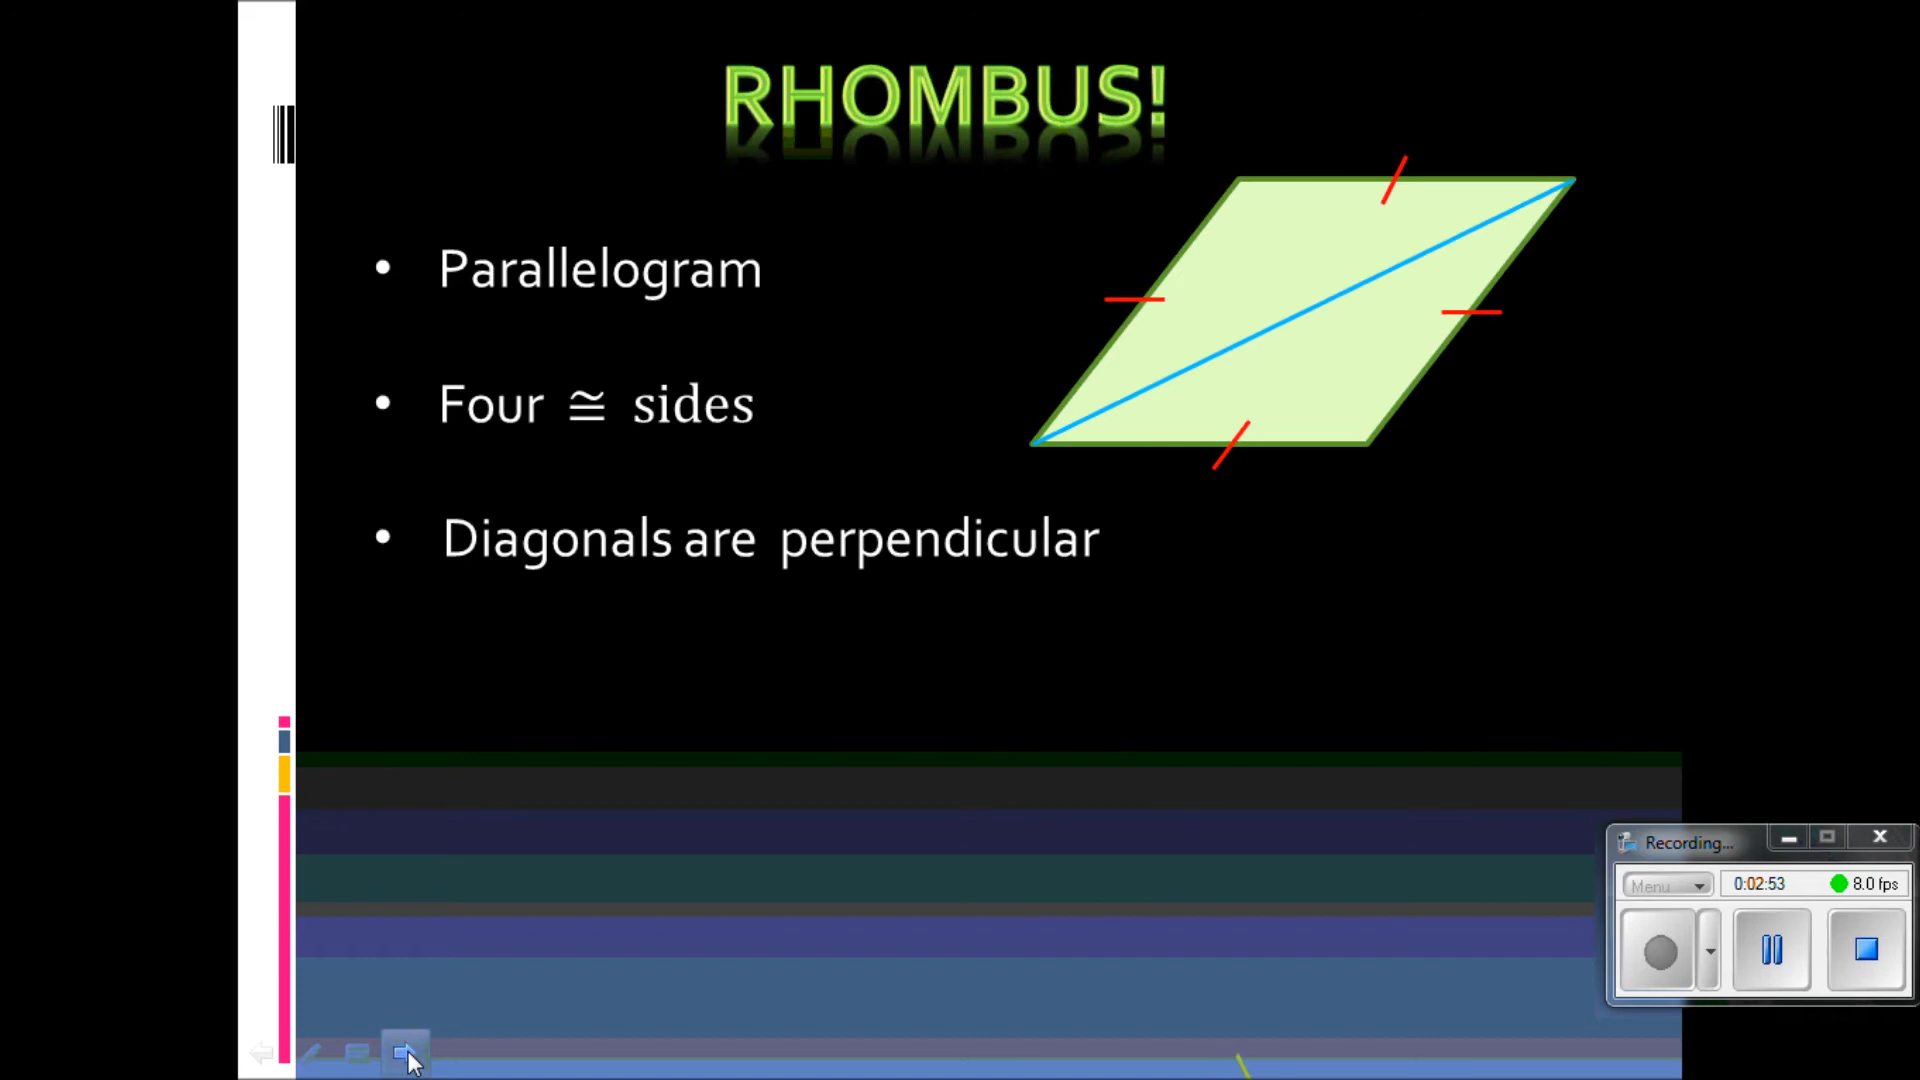 RHOMBUS!
• Parallelogram
• Four ≅ sides
• Diagonals are perpendicular
Recording...
Menu 0:02:53 8.0 fps